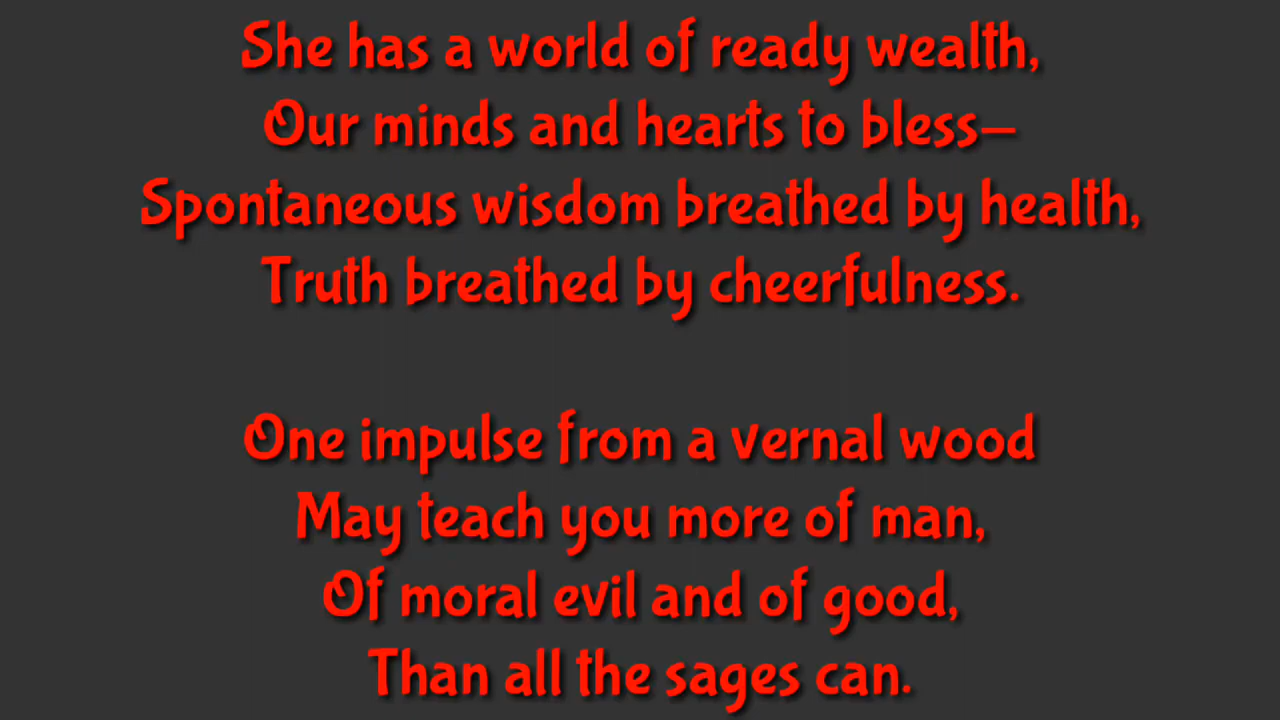 She has a world of ready wealth,
Our minds and hearts to bless—
Spontaneous wisdom breathed by health,
Truth breathed by cheerfulness.
One impulse from a vernal wood
May teach you more of man,
Of moral evil and of good,
Than all the sages can.